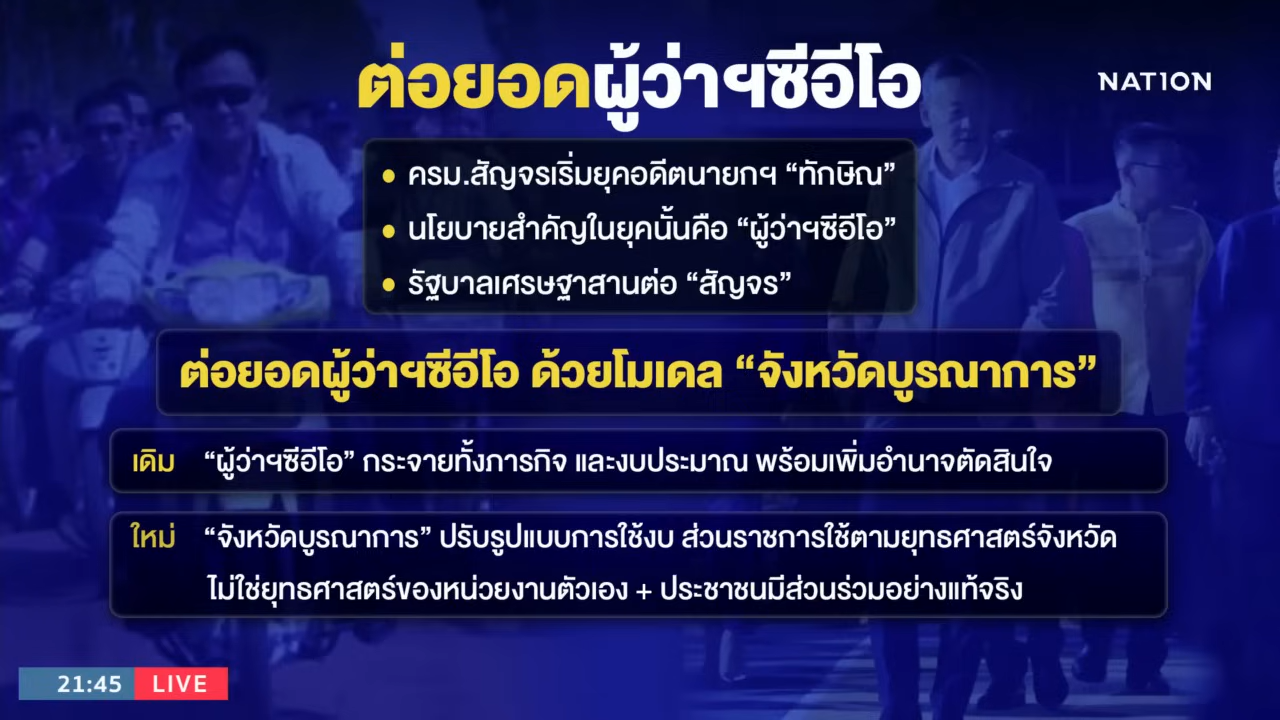 ต่อยอดผู้ว่าฯซีอีโอ
NATION
• ครม.สัญจรเริ่มยุคอดีตนายกฯ “ทักษิณ”
• นโยบายสำคัญในยุคนั้นคือ “ผู้ว่าฯซีอีโอ”
• รัฐบาลเศรษฐาสานต่อ “สัญจร”
ต่อยอดผู้ว่าฯซีอีโอ ด้วยโมเดล “จังหวัดบูรณาการ”
เดิม “ผู้ว่าฯซีอีโอ” กระจายทั้งภารกิจ และงบประมาณ พร้อมเพิ่มอำนาจตัดสินใจ
ใหม่ “จังหวัดบูรณาการ” ปรับรูปแบบการใช้งบ ส่วนราชการใช้ตามยุทธศาสตร์จังหวัด
ไม่ใช่ยุทธศาสตร์ของหน่วยงานตัวเอง + ประชาชนมีส่วนร่วมอย่างแท้จริง
21:45 LIVE